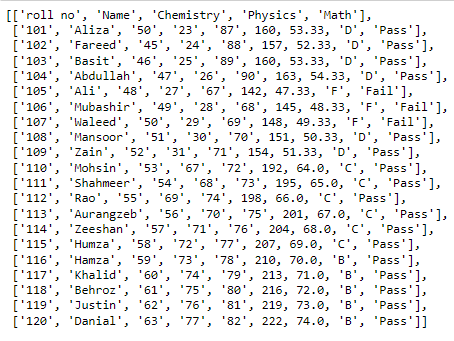 [['roll no', 'Name', 'Chemistry', 'Physics', 'Math'],
['101', 'Aliza', '50', '23', '87', 160, 53.33, 'D', 'Pass'],
['102', 'Fareed', '45', '24', '88', 157, 52.33, 'D', 'Pass'],
['103', 'Basit', '46', '25', '89', 160, 53.33, 'D', 'Pass'],
['104', 'Abdullah', '47', '26', '90', 163, 54.33, 'D', 'Pass'],
['105', 'Ali', '48', '27', '67', 142, 47.33, 'F', 'Fail'],
['106', 'Mubashir', '49', '28', '68', 145, 48.33, 'F', 'Fail'],
['107', 'Waleed', '50', '29', '69', 148, 49.33, 'F', 'Fail'],
['108', 'Mansoor', '51', '30', '70', 151, 50.33, 'D', 'Pass'],
['109', 'Zain', '52', '31', '71', 154, 51.33, 'D', 'Pass'],
['110', 'Mohsin', '53', '67', '72', 192, 64.0, 'C', 'Pass'],
['111', 'Shahmeer', '54', '68', '73', 195, 65.0, 'C', 'Pass'],
['112', 'Rao', '55', '69', '74', 198, 66.0, 'C', 'Pass'],
['113', 'Aurangzeb', '56', '70', '75', 201, 67.0, 'C', 'Pass'],
['114', 'Zeeshan', '57', '71', '76', 204, 68.0, 'C', 'Pass'],
['115', 'Humza', '58', '72', '77', 207, 69.0, 'C', 'Pass'],
['116', 'Hamza', '59', '73', '78', 210, 70.0, 'B', 'Pass'],
['117', 'Khalid', '60', '74', '79', 213, 71.0, 'B', 'Pass'],
['118', 'Behroz', '61', '75', '80', 216, 72.0, 'B', 'Pass'],
['119', 'Justin', '62', '76', '81', 219, 73.0, 'B', 'Pass'],
['120', 'Danial', '63', '77', '82', 222, 74.0, 'B', 'Pass']]